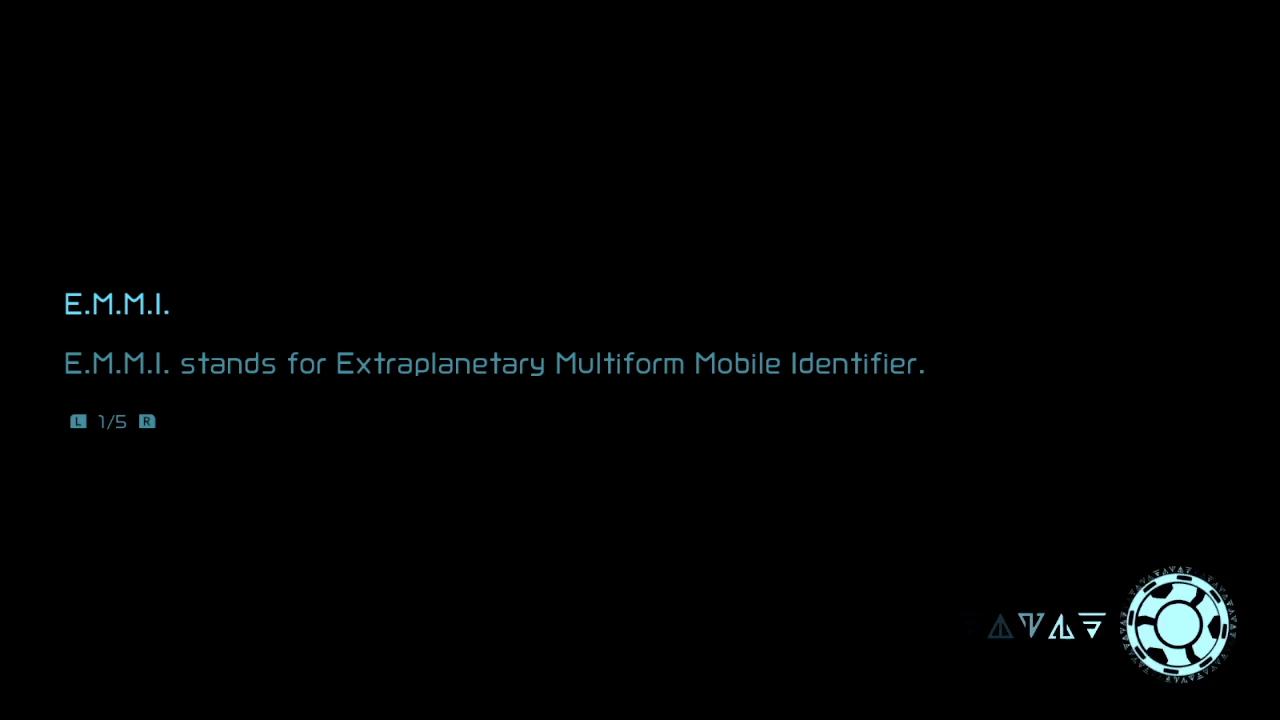 E.M.M.I.
E.M.M.I. stands for Extraplanetary Multiform Mobile Identifier.
L 1/5 R